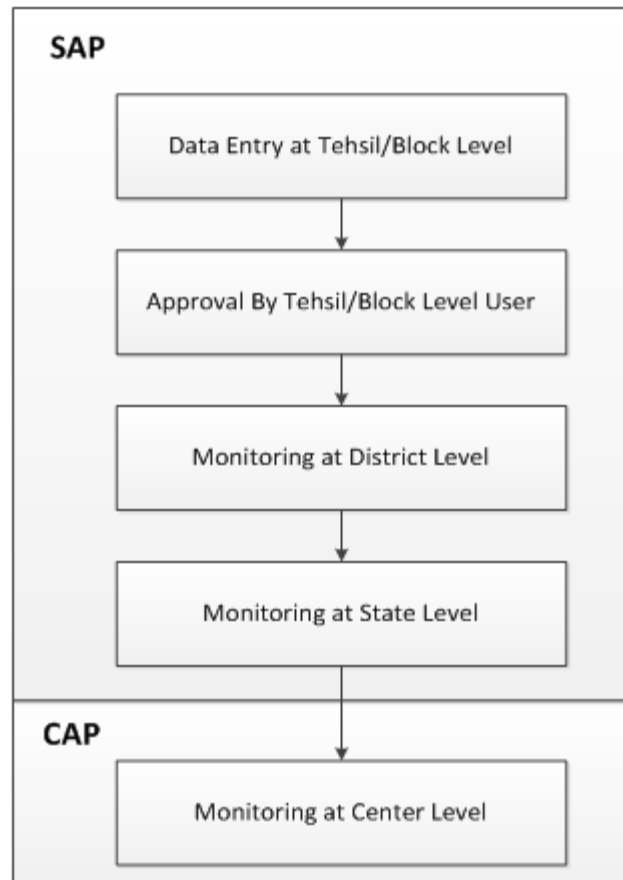 SAP
Data Entry at Tehsil/Block Level
Approval By Tehsil/Block Level User
Monitoring at District Level
Monitoring at State Level
CAP
Monitoring at Center Level